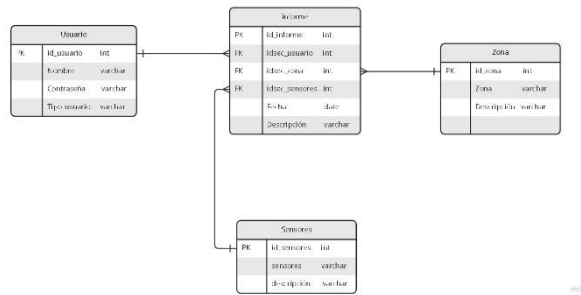 Usuario
PK id_usuario int
Nombre varchar
Contraseña varchar
Tipo usuario varchar
Informe
PK id_informe int
FK idsec_usuario int
FK idsec_zona int
FK idsec_sensores int
Fecha date
Descripción varchar
Zona
PK id_zona int
Zona varchar
Descripción varchar
Sensores
PK id_sensores int
sensores varchar
descripción varchar